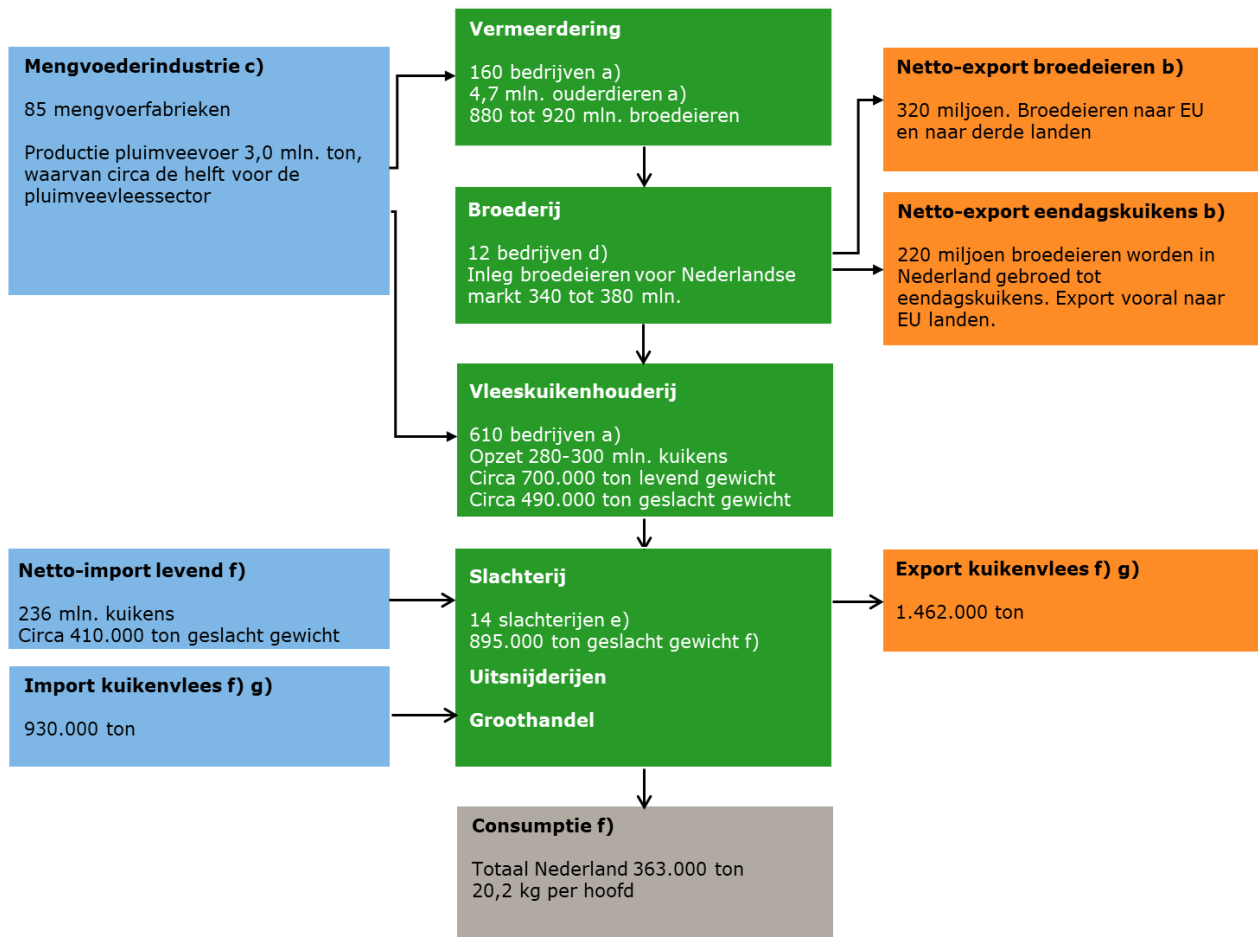 Vermeerdering
160 bedrijven a)
4,7 mln. ouderdieren a)
880 tot 920 mln. broedeieren
Mengvoederindustrie c)
85 mengvoerfabrieken
Productie pluimveevoer 3,0 mln. ton,
waarvan circa de helft voor de
pluimveevleessector
Netto-export broedeieren b)
320 miljoen. Broedeieren naar EU
en naar derde landen
Broederij
12 bedrijven d)
Inleg broedeieren voor Nederlandse
markt 340 tot 380 mln.
Netto-export eendagskuikens b)
220 miljoen broedeieren worden in
Nederland gebroed tot
eendagskuikens. Export vooral naar
EU landen.
Vleeskuikenhouderij
610 bedrijven a)
Opzet 280-300 mln. kuikens
Circa 700.000 ton levend gewicht
Circa 490.000 ton geslacht gewicht
Netto-import levend f)
236 mln. kuikens
Circa 410.000 ton geslacht gewicht
Slachterij
14 slachterijen e)
895.000 ton geslacht gewicht f)
Uitsnijderijen
Groothandel
Export kuikenvlees f) g)
1.462.000 ton
Import kuikenvlees f) g)
930.000 ton
Consumptie f)
Totaal Nederland 363.000 ton
20,2 kg per hoofd